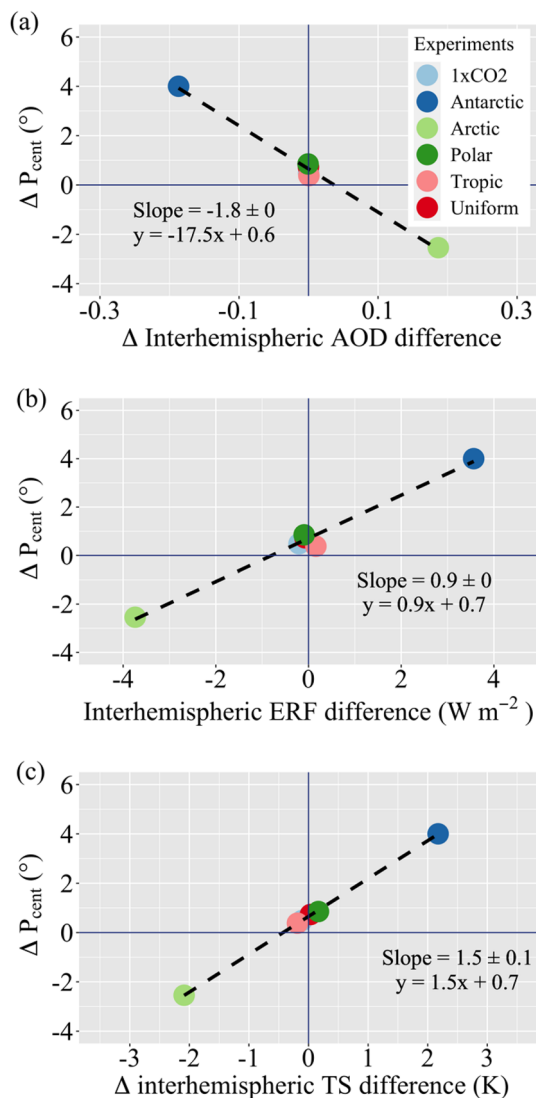 (a)
6
4
2
0
-2
-4
Δ P_cent (°)
Experiments
1xCO2
Antarctic
Arctic
Polar
Tropic
Uniform
Slope = -1.8 ± 0
y = -17.5x + 0.6
-0.3 -0.1 0.1 0.3
Δ Interhemispheric AOD difference
(b)
6
4
2
0
-2
-4
Δ P_cent (°)
Slope = 0.9 ± 0
y = 0.9x + 0.7
-4 -2 0 2 4
Interhemispheric ERF difference (W m⁻² )
(c)
6
4
2
0
-2
-4
Δ P_cent (°)
Slope = 1.5 ± 0.1
y = 1.5x + 0.7
-3 -2 -1 0 1 2 3
Δ interhemispheric TS difference (K)